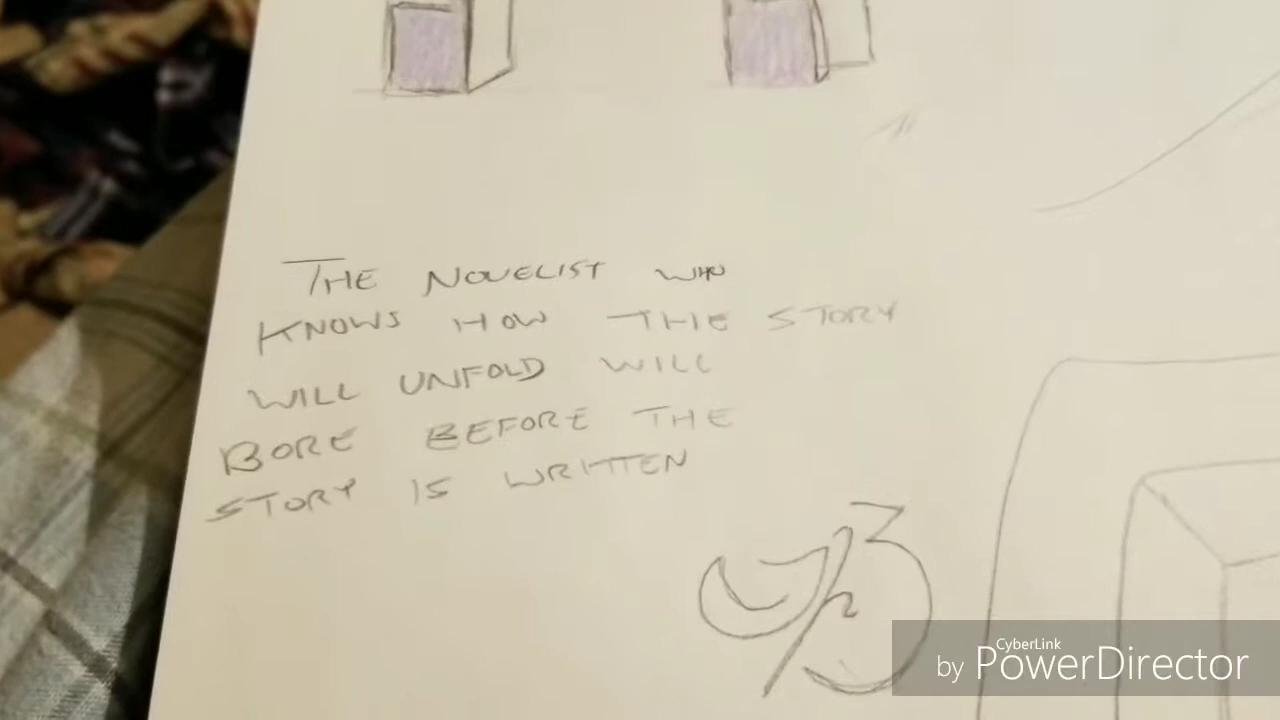 THE NOVELIST WHO
KNOWS HOW THE STORY
WILL UNFOLD WILL
BORE BEFORE THE
STORY IS WRITTEN
CyberLink
by PowerDirector